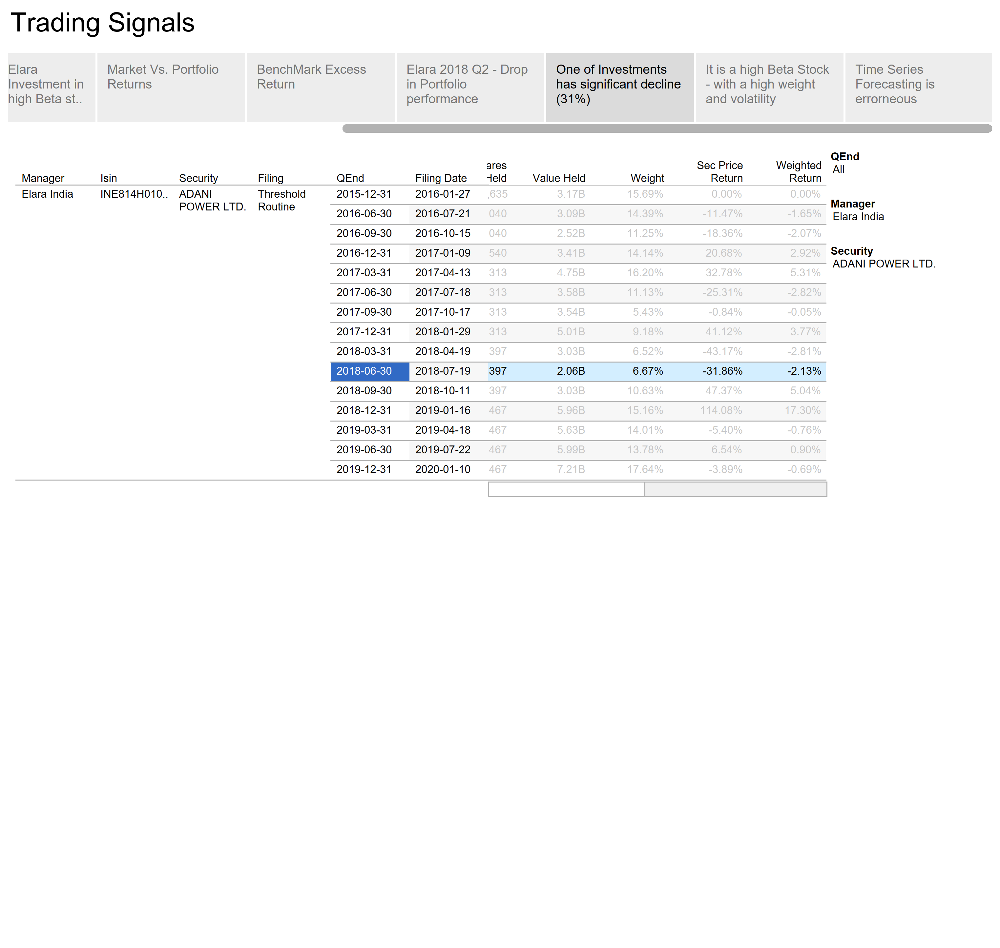 Trading Signals
Elara
Investment in
high Beta st..
Market Vs. Portfolio
Returns
BenchMark Excess
Return
Elara 2018 Q2 - Drop
in Portfolio
performance
One of Investments
has significant decline
(31%)
It is a high Beta Stock
- with a high weight
and volatility
Time Series
Forecasting is
errorneous
Manager Isin Security Filing QEnd Filing Date ares Held Value Held Weight Sec Price Return Weighted Return
Elara India INE814H010.. ADANI POWER LTD. Threshold Routine 2015-12-31 2016-01-27 ,635 3.17B 15.69% 0.00% 0.00%
2016-06-30 2016-07-21 040 3.09B 14.39% -11.47% -1.65%
2016-09-30 2016-10-15 040 2.52B 11.25% -18.36% -2.07%
2016-12-31 2017-01-09 540 3.41B 14.14% 20.68% 2.92%
2017-03-31 2017-04-13 313 4.75B 16.20% 32.78% 5.31%
2017-06-30 2017-07-18 313 3.58B 11.13% -25.31% -2.82%
2017-09-30 2017-10-17 313 3.54B 5.43% -0.84% -0.05%
2017-12-31 2018-01-29 313 5.01B 9.18% 41.12% 3.77%
2018-03-31 2018-04-19 397 3.03B 6.52% -43.17% -2.81%
2018-06-30 2018-07-19 397 2.06B 6.67% -31.86% -2.13%
2018-09-30 2018-10-11 397 3.03B 10.63% 47.37% 5.04%
2018-12-31 2019-01-16 467 5.96B 15.16% 114.08% 17.30%
2019-03-31 2019-04-18 467 5.63B 14.01% -5.40% -0.76%
2019-06-30 2019-07-22 467 5.99B 13.78% 6.54% 0.90%
2019-12-31 2020-01-10 467 7.21B 17.64% -3.89% -0.69%
QEnd
All
Manager
Elara India
Security
ADANI POWER LTD.